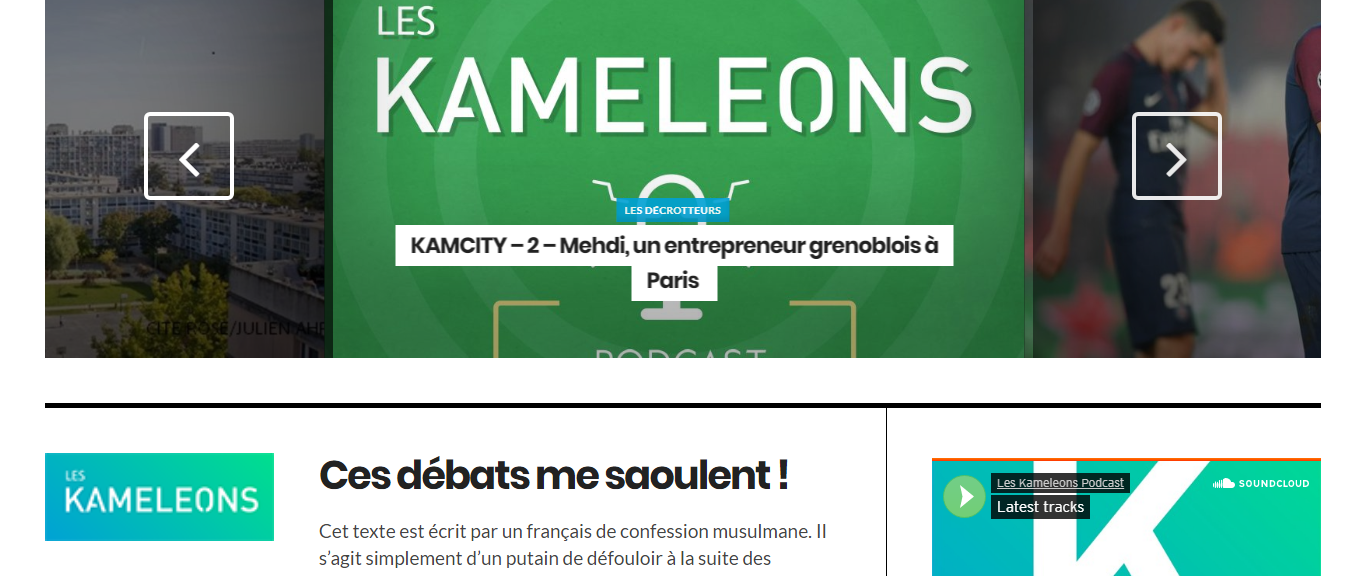 LES
KAMELEONS
LES DÉCROTTEURS
KAMCITY – 2 – Mehdi, un entrepreneur grenoblois à
Paris
CITÉ ROSE/JULIEN
PODCAST
23
LES
KAMELEONS
Ces débats me saoulent !
Cet texte est écrit par un français de confession musulmane. Il
s’agit simplement d’un putain de défouloir à la suite des
Les Kameleons Podcast
Latest tracks
SOUNDCLOUD
K